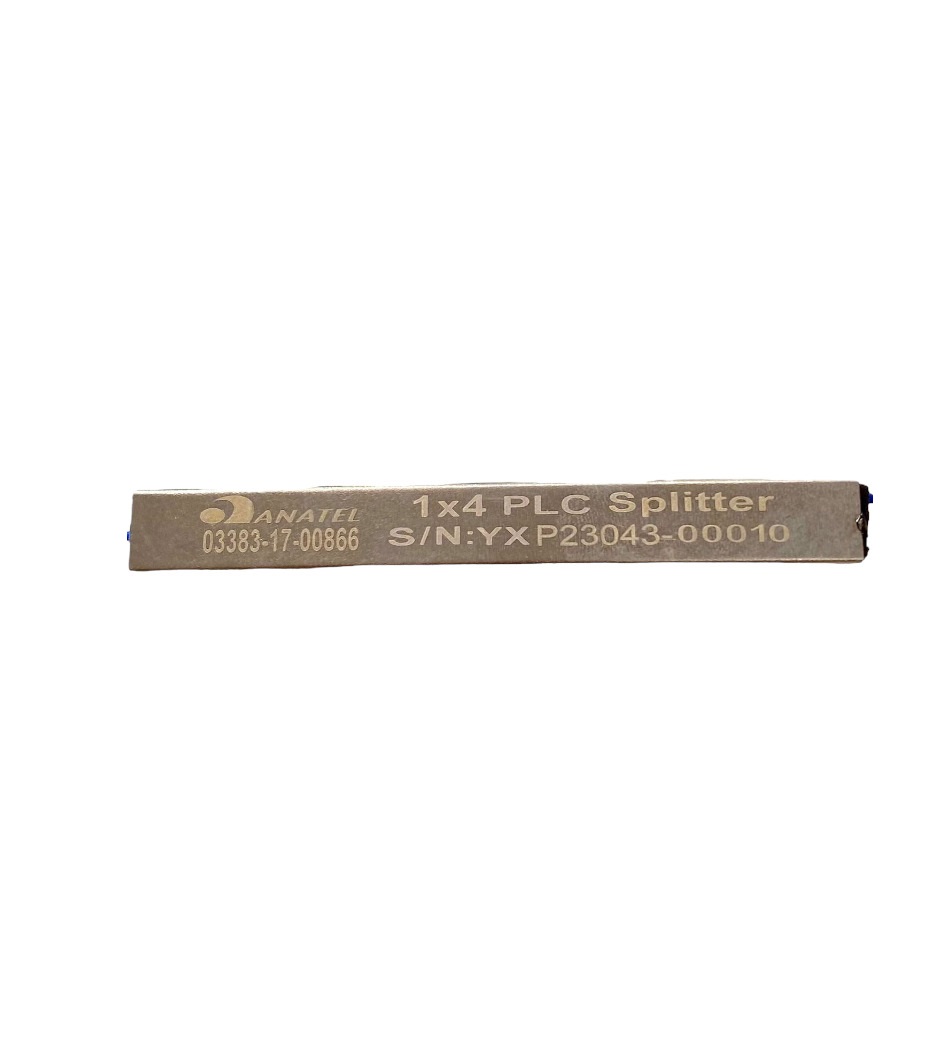 ANATEL
03383-17-00866
1x4 PLC Splitter
S/N:YXP23043-00010